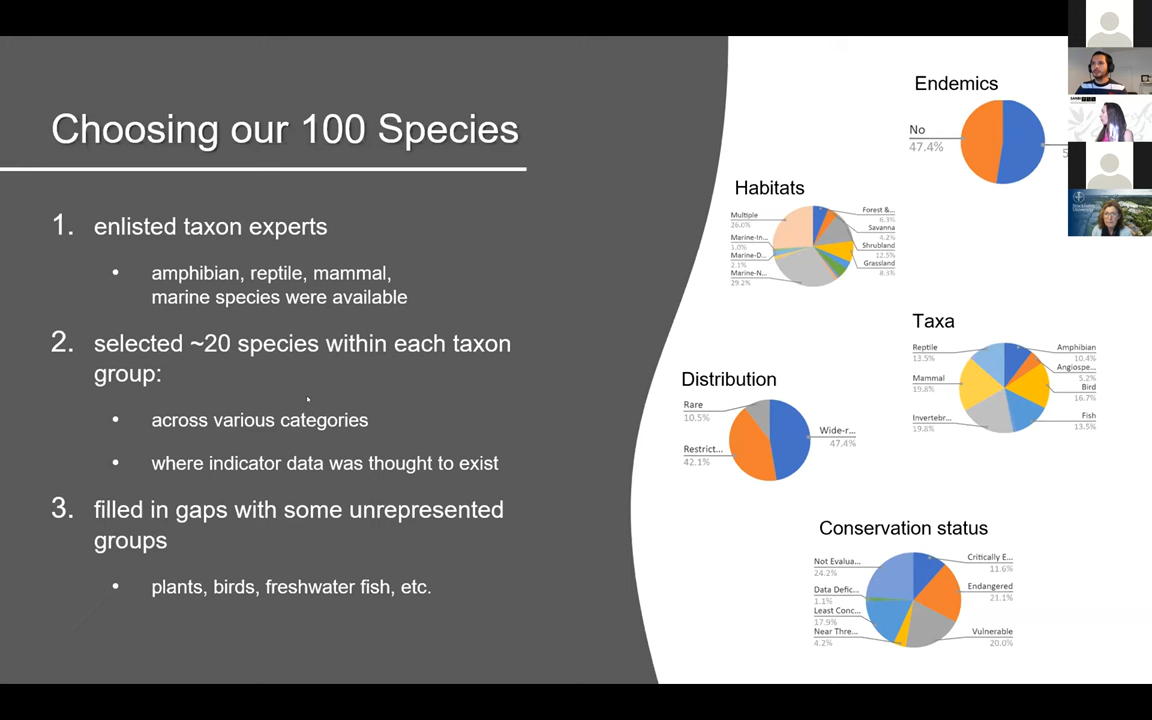 Choosing our 100 Species
1. enlisted taxon experts
• amphibian, reptile, mammal,
marine species were available
2. selected ~20 species within each taxon
group:
• across various categories
• where indicator data was thought to exist
3. filled in gaps with some unrepresented
groups
• plants, birds, freshwater fish, etc.
Endemics
No
47.4%
5
Habitats
Multiple
26.0%
Marine-In...
1.0%
Marine-D...
2.1%
Marine-N...
29.2%
Forest &...
6.3%
Savanna
4.2%
Shrubland
12.5%
Grassland
8.3%
Taxa
Reptile
13.5%
Mammal
19.8%
Invertebr...
19.8%
Amphibian
10.4%
Angiospe...
5.2%
Bird
16.7%
Fish
13.5%
Distribution
Rare
10.5%
Restrict...
42.1%
Wide-r...
47.4%
Conservation status
Not Evalua...
24.2%
Data Defic...
1.1%
Least Conc...
17.9%
Near Thre...
4.2%
Critically E...
11.6%
Endangered
21.1%
Vulnerable
20.0%
SANBI
Stockholm
University